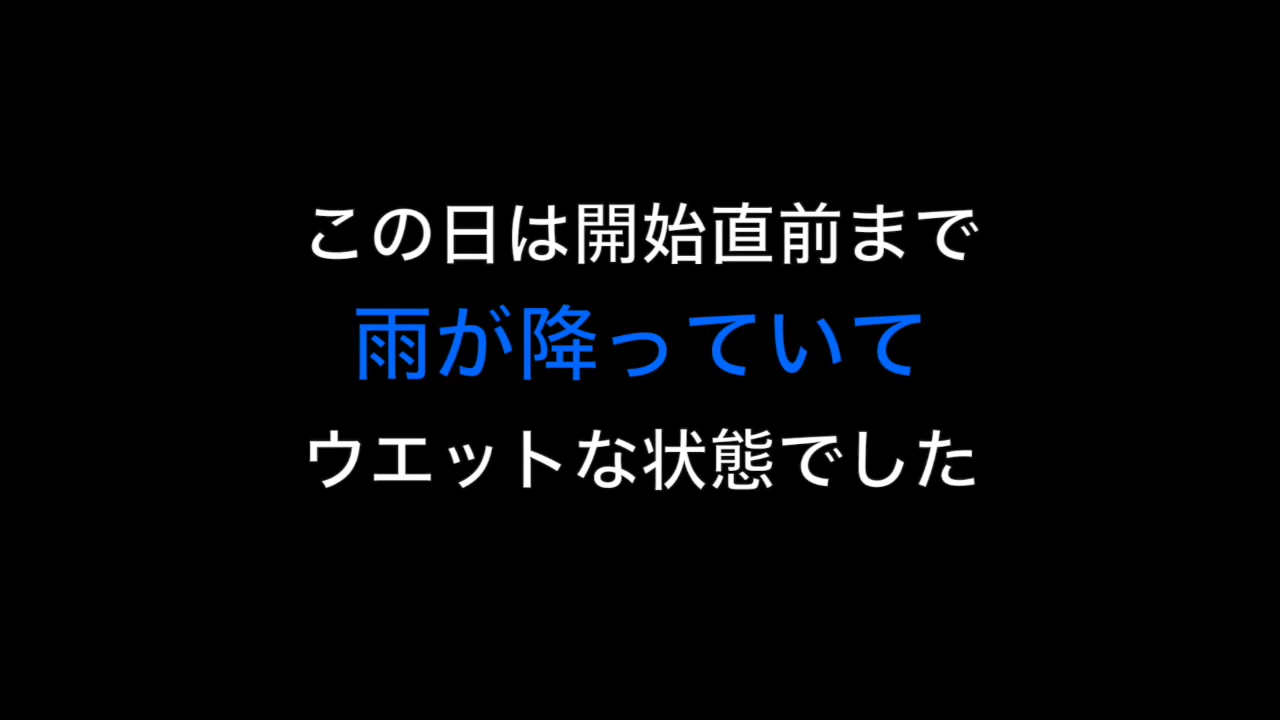 この日は開始直前まで
雨が降っていて
ウエットな状態でした